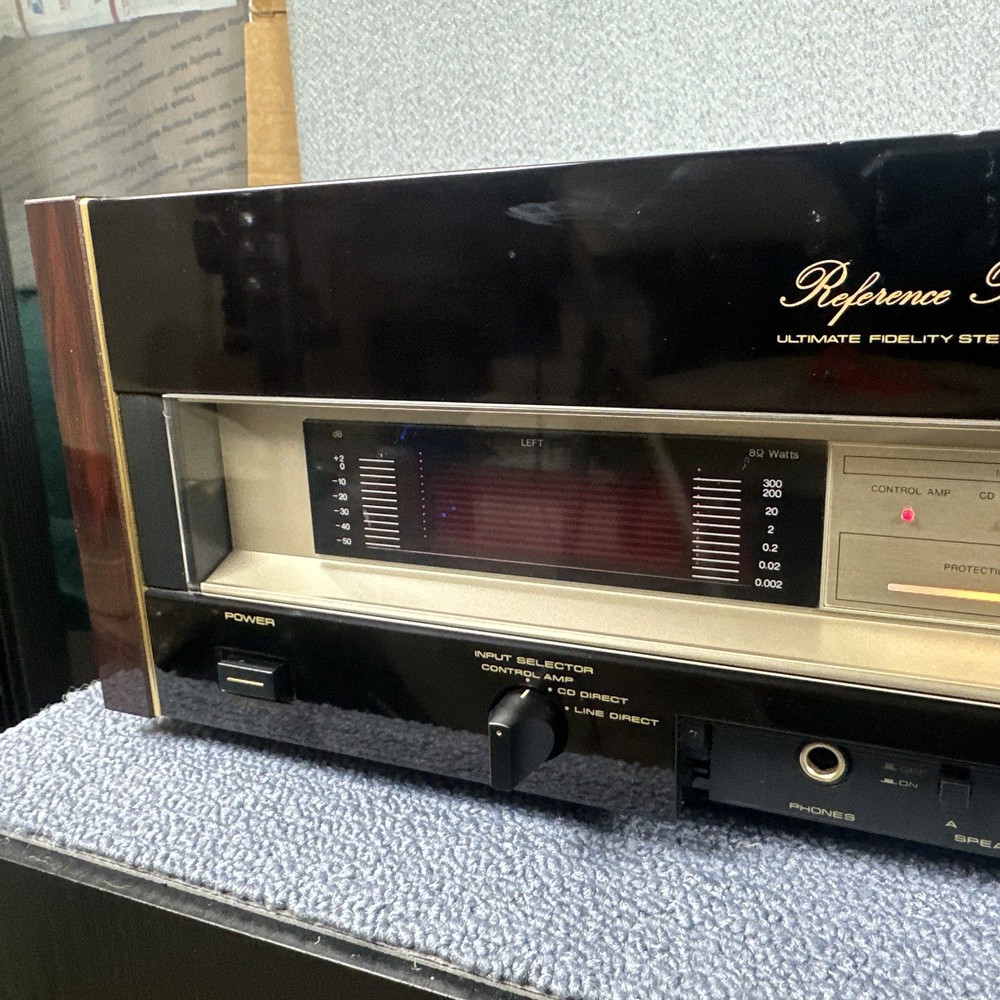 Reference
ULTIMATE FIDELITY STE
dB
LEFT
8Ω Watts
+2
0
-10
-20
-30
-40
-50
300
200
20
2
0.2
0.02
0.002
CONTROL AMP CD
PROTECTIO
POWER
INPUT SELECTOR
CONTROL AMP
• CD DIRECT
• LINE DIRECT
OFF
ON
PHONES
A
SPEA